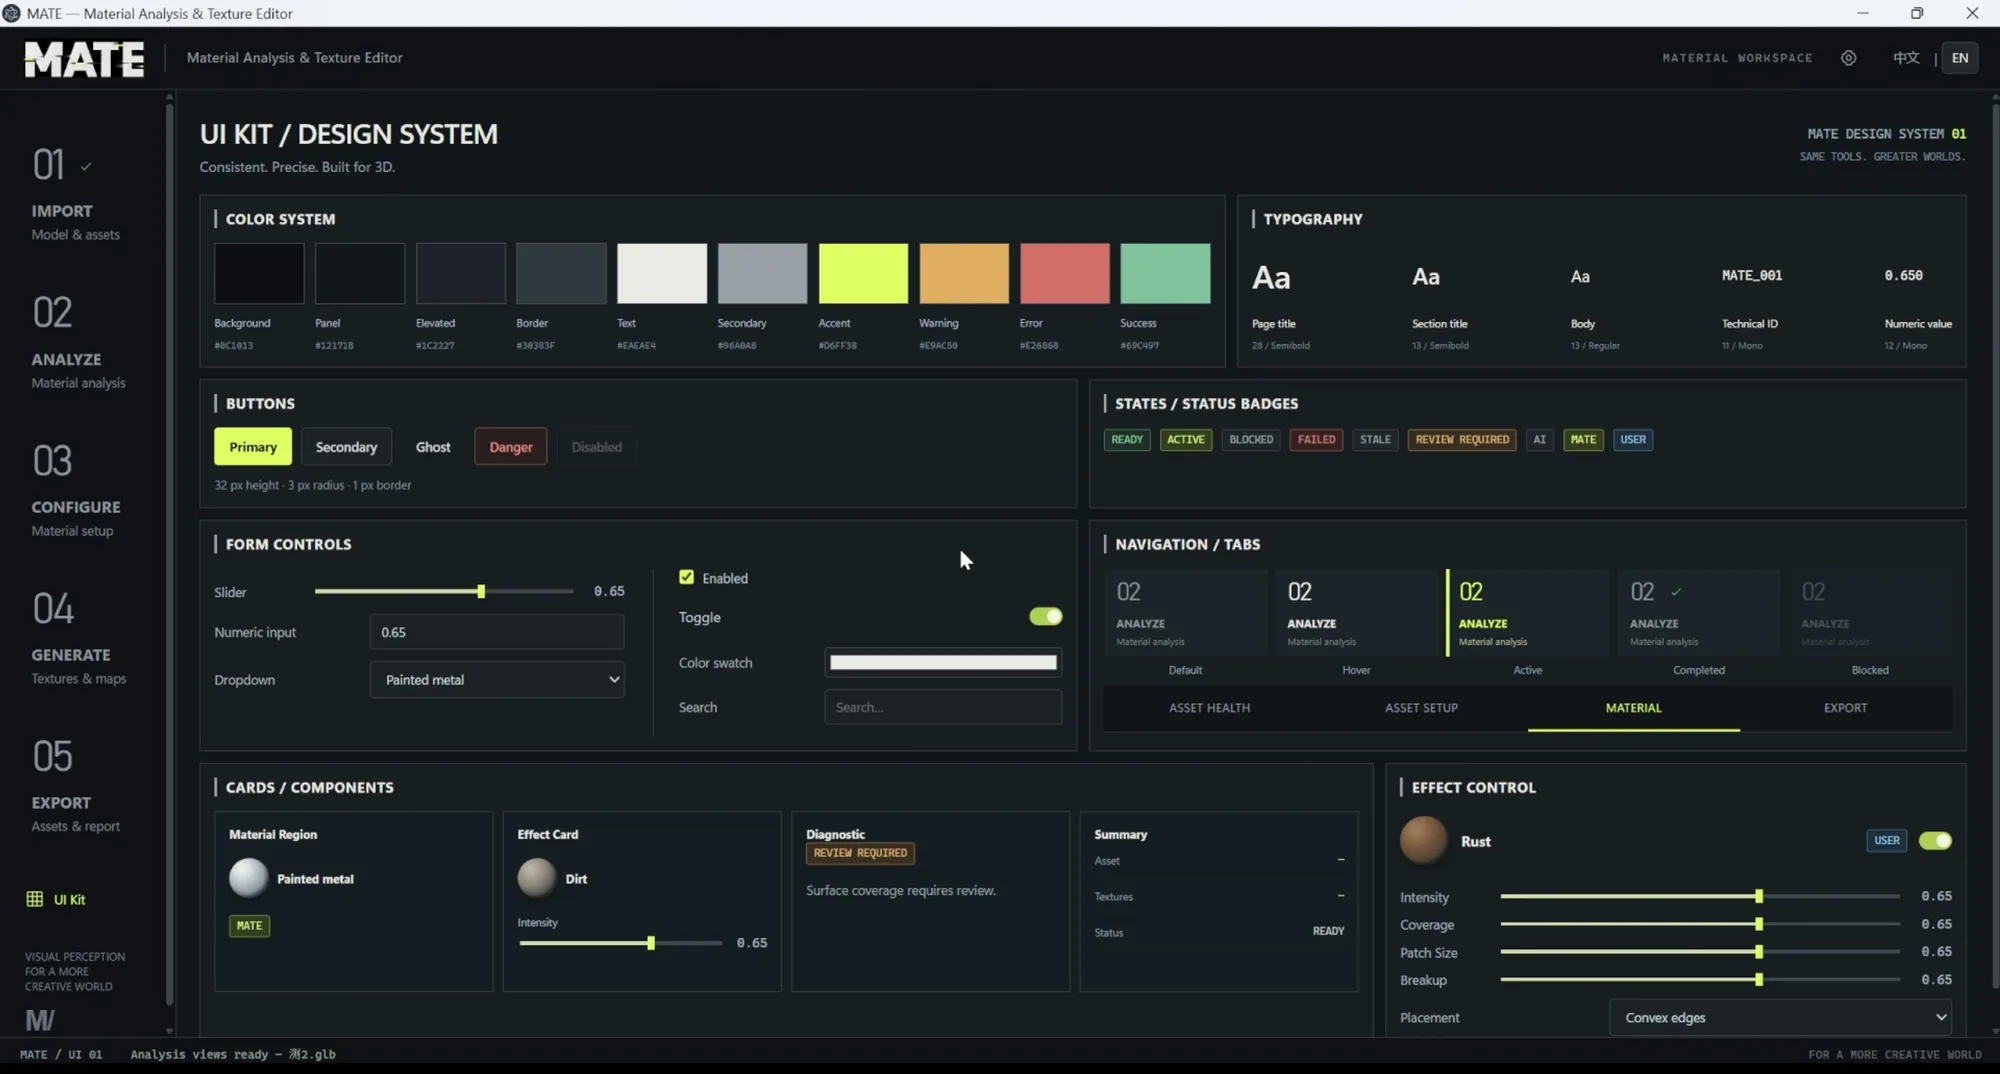 MATE — Material Analysis & Texture Editor
MATE
Material Analysis & Texture Editor
MATERIAL WORKSPACE
中文 | EN
01 ✓
IMPORT
Model & assets
02
ANALYZE
Material analysis
03
CONFIGURE
Material setup
04
GENERATE
Textures & maps
05
EXPORT
Assets & report
UI Kit
VISUAL PERCEPTION
FOR A MORE
CREATIVE WORLD
M/
UI KIT / DESIGN SYSTEM
Consistent. Precise. Built for 3D.
MATE DESIGN SYSTEM 01
SAME TOOLS. GREATER WORLDS.
COLOR SYSTEM
Background Panel Elevated Border Text Secondary Accent Warning Error Success
#0C1013 #12171B #1C2227 #30383F #EAEAE4 #96A0A8 #D6FF38 #E9AC50 #E26868 #69C497
TYPOGRAPHY
Aa Aa Aa MATE_001 0.650
Page title Section title Body Technical ID Numeric value
28 / Semibold 13 / Semibold 13 / Regular 11 / Mono 12 / Mono
BUTTONS
Primary Secondary Ghost Danger Disabled
32 px height · 3 px radius · 1 px border
STATES / STATUS BADGES
READY ACTIVE BLOCKED FAILED STALE REVIEW REQUIRED AI MATE USER
FORM CONTROLS
Slider 0.65
Numeric input 0.65
Dropdown Painted metal
Enabled
Toggle
Color swatch
Search Search...
NAVIGATION / TABS
02 02 02 02 ✓ 02
ANALYZE ANALYZE ANALYZE ANALYZE ANALYZE
Material analysis Material analysis Material analysis Material analysis Material analysis
Default Hover Active Completed Blocked
ASSET HEALTH ASSET SETUP MATERIAL EXPORT
CARDS / COMPONENTS
Material Region
Painted metal
MATE
Effect Card
Dirt
Intensity
0.65
Diagnostic
REVIEW REQUIRED
Surface coverage requires review.
Summary
Asset —
Textures —
Status READY
EFFECT CONTROL
Rust USER
Intensity 0.65
Coverage 0.65
Patch Size 0.65
Breakup 0.65
Placement Convex edges
MATE / UI 01 Analysis views ready — 测2.glb
FOR A MORE CREATIVE WORLD